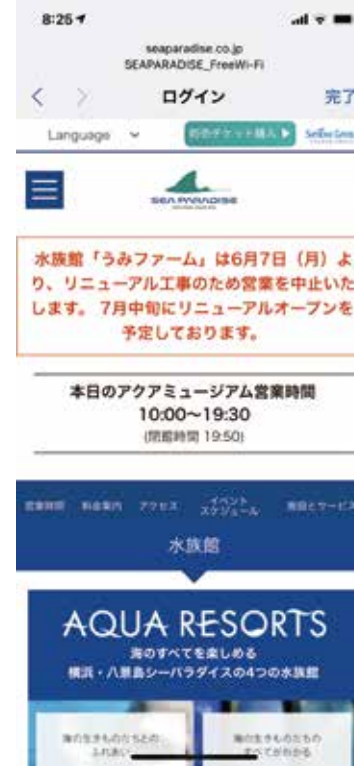 8:25
seaparadise.co.jp
SEAPARADISE_FreeWi-Fi
ログイン
完了
Language
前売チケット購入
SEA PARADISE
水族館「うみファーム」は6月7日（月）よ
り、リニューアル工事のため営業を中止いた
します。 7月中旬にリニューアルオープンを
予定しております。
本日のアクアミュージアム営業時間
10:00～19:30
(閉館時間 19:50)
営業時間
料金案内
アクセス
イベント
スケジュール
施設とサービス
水族館
AQUA RESORTS
海のすべてを楽しめる
横浜・八景島シーパラダイスの4つの水族館
海の生きものたちとの
ふれあい
海の生きものたちの
すべてがわかる